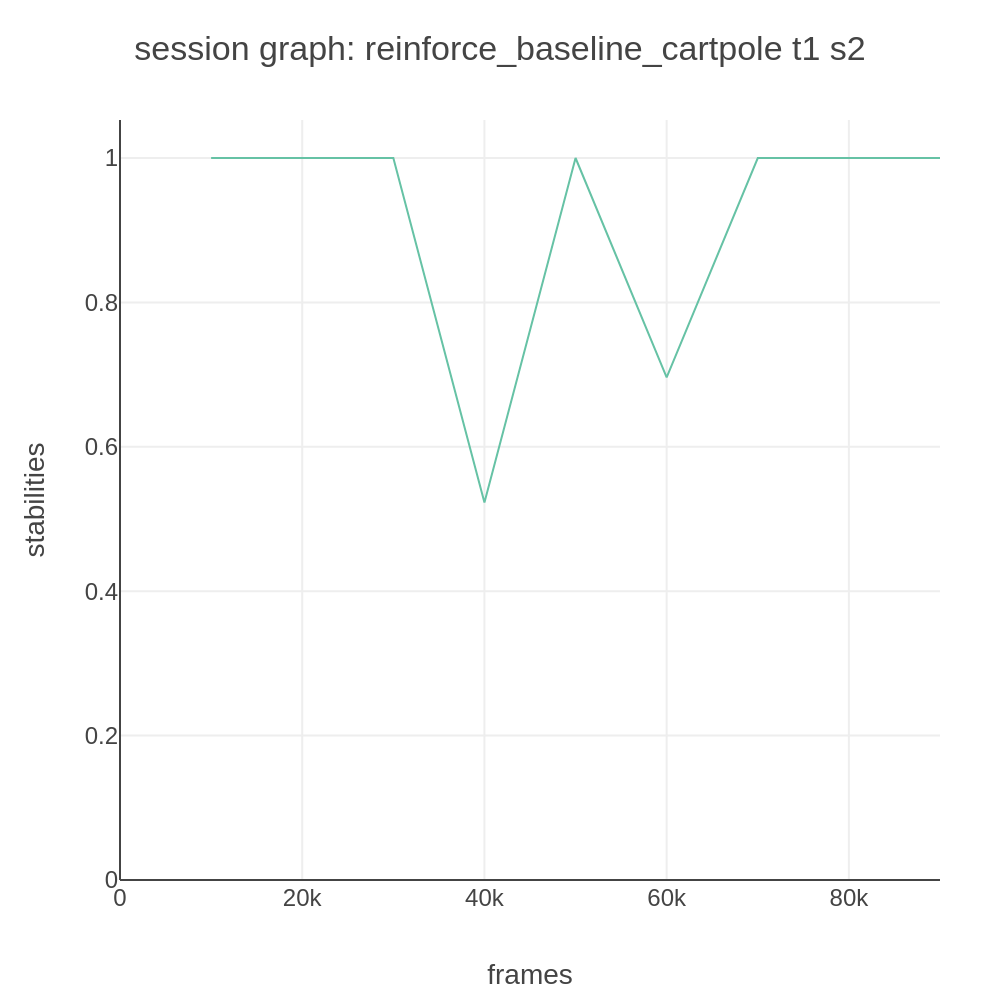 session graph: reinforce_baseline_cartpole t1 s2
1
0.8
0.6
0.4
0.2
0
0 20k 40k 60k 80k
stabilities
frames